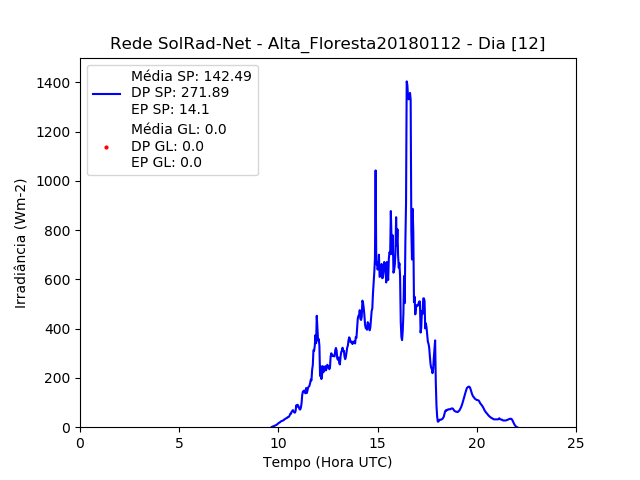 Rede SolRad-Net - Alta_Floresta20180112 - Dia [12]
Média SP: 142.49
DP SP: 271.89
EP SP: 14.1
Média GL: 0.0
DP GL: 0.0
EP GL: 0.0
1400
1200
1000
800
600
400
200
0
Irradiância (Wm-2)
0 5 10 15 20 25
Tempo (Hora UTC)